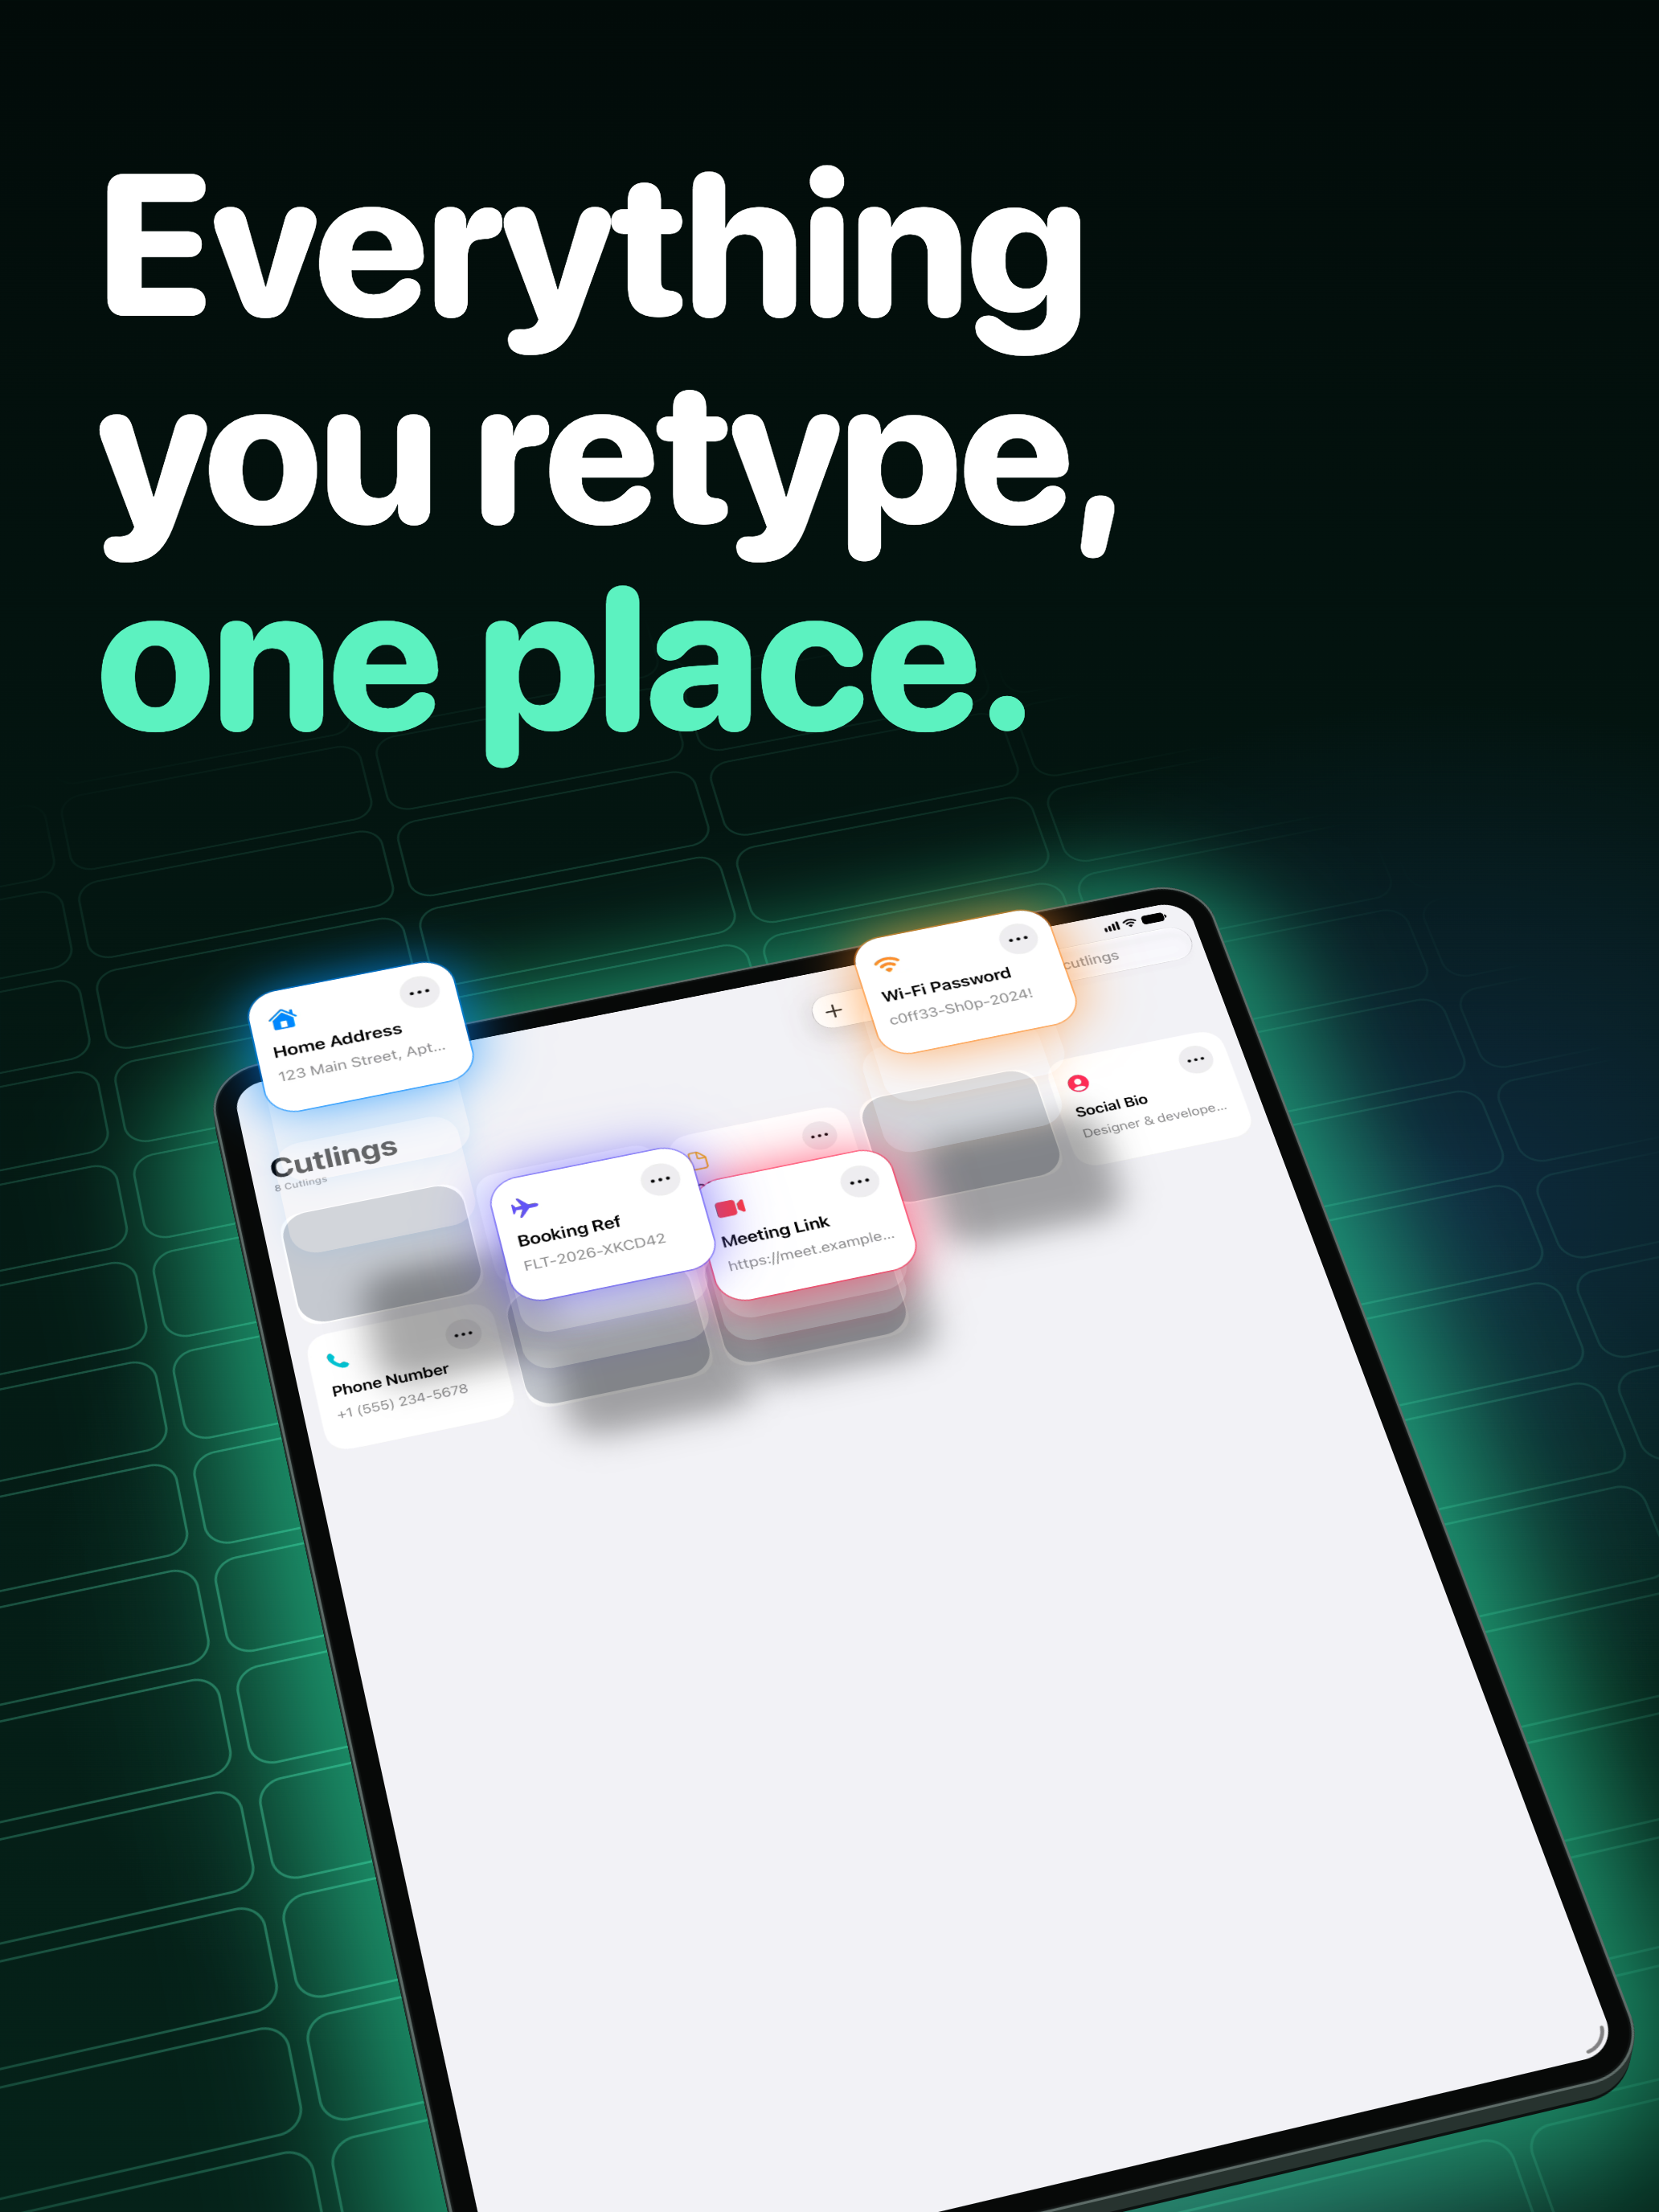 Everything
you retype,
one place.
cutlings
Wi-Fi Password
c0ff33-Sh0p-2024!
Home Address
123 Main Street, Apt...
Cutlings
8 Cutlings
Social Bio
Designer & develope...
Booking Ref
FLT-2026-XKCD42
Meeting Link
https://meet.example...
Phone Number
+1 (555) 234-5678